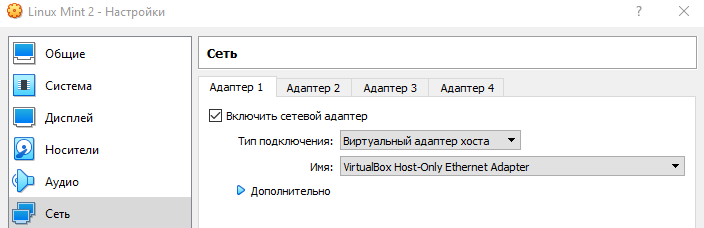 Linux Mint 2 - Настройки
?
Общие
Система
Дисплей
Носители
Аудио
Сеть
Сеть
Адаптер 1 Адаптер 2 Адаптер 3 Адаптер 4
Включить сетевой адаптер
Тип подключения: Виртуальный адаптер хоста
Имя: VirtualBox Host-Only Ethernet Adapter
Дополнительно